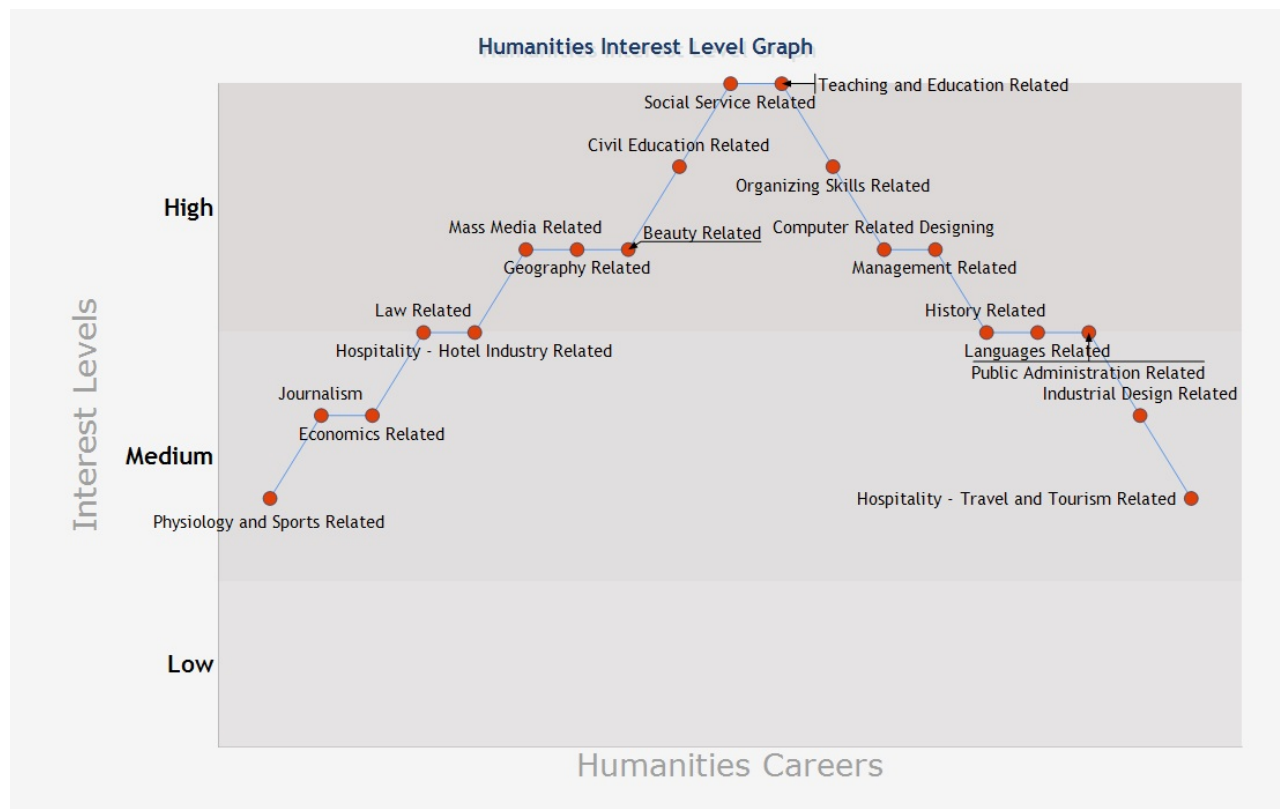 Humanities Interest Level Graph
Teaching and Education Related
Social Service Related
Civil Education Related
Organizing Skills Related
High
Mass Media Related
Beauty Related
Computer Related Designing
Geography Related
Management Related
Law Related
History Related
Hospitality - Hotel Industry Related
Languages Related
Public Administration Related
Journalism
Industrial Design Related
Economics Related
Medium
Hospitality - Travel and Tourism Related
Physiology and Sports Related
Interest Levels
Low
Humanities Careers